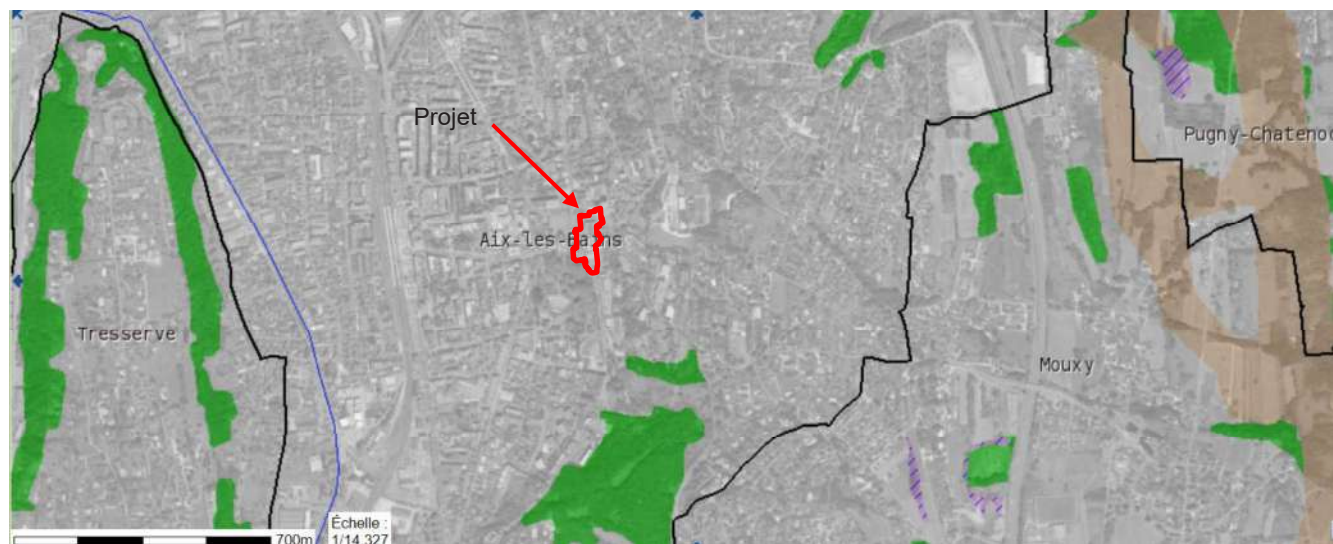 Projet
Pugny-Chatenod
Aix-les-Bains
Tresserve
Mouxy
Échelle :
700m
1/14 327